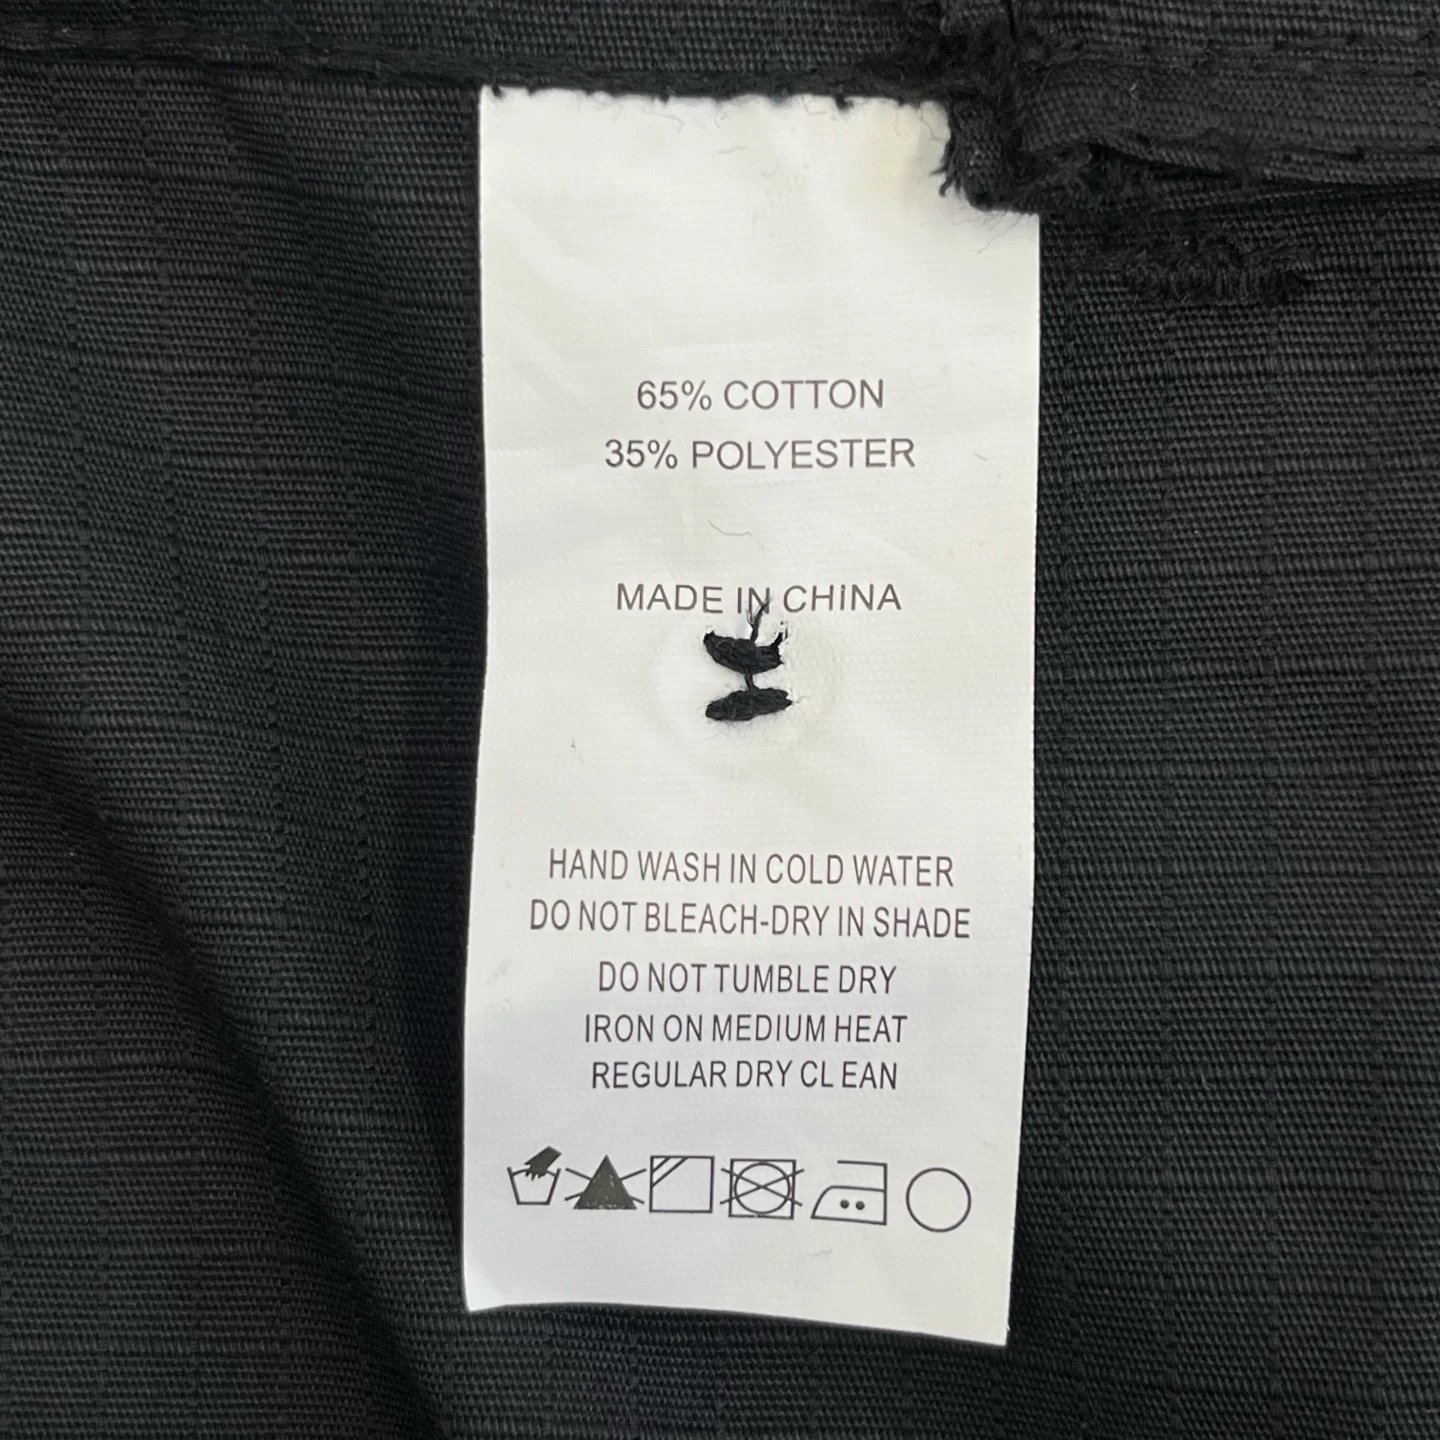 65% COTTON
35% POLYESTER
MADE IN CHINA
HAND WASH IN COLD WATER
DO NOT BLEACH-DRY IN SHADE
DO NOT TUMBLE DRY
IRON ON MEDIUM HEAT
REGULAR DRY CL EAN